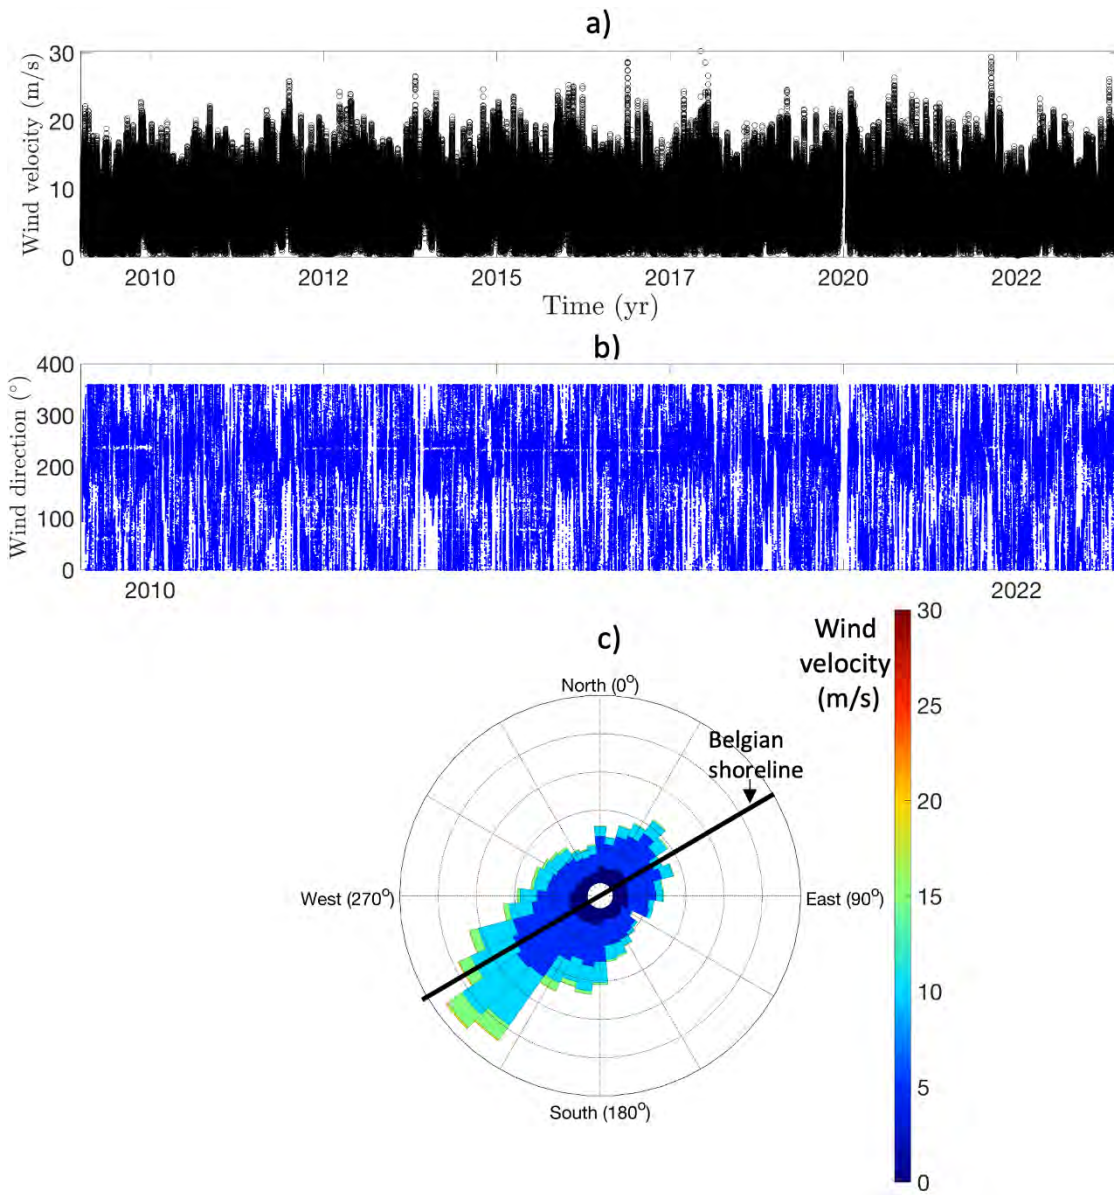 a)
Wind velocity (m/s)
30
20
10
0
2010 2012 2015 2017 2020 2022
Time (yr)
b)
Wind direction (°)
400
300
200
100
0
2010 2022
c)
Wind
velocity
(m/s)
30
25
20
15
10
5
0
North (0°)
Belgian
shoreline
West (270°)
East (90°)
South (180°)